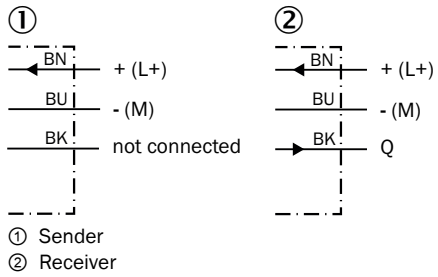 ① ②
BN + (L+) BN + (L+)
BU - (M) BU - (M)
BK not connected BK Q
① Sender
② Receiver